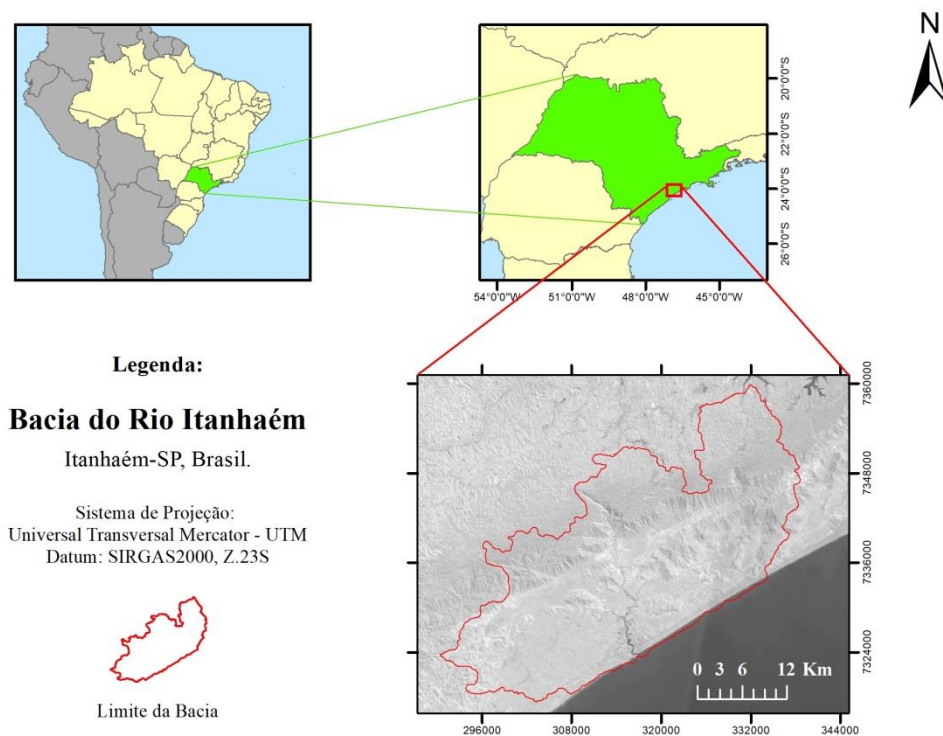 N
20°0'0"S
22°0'0"S
24°0'0"S
26°0'0"S
54°0'0"W 51°0'0"W 48°0'0"W 45°0'0"W
Legenda:
Bacia do Rio Itanhaém
Itanhaém-SP, Brasil.
Sistema de Projeção:
Universal Transversal Mercator - UTM
Datum: SIRGAS2000, Z.23S
Limite da Bacia
7360000
7348000
7336000
7324000
0 3 6 12 Km
296000 308000 320000 332000 344000